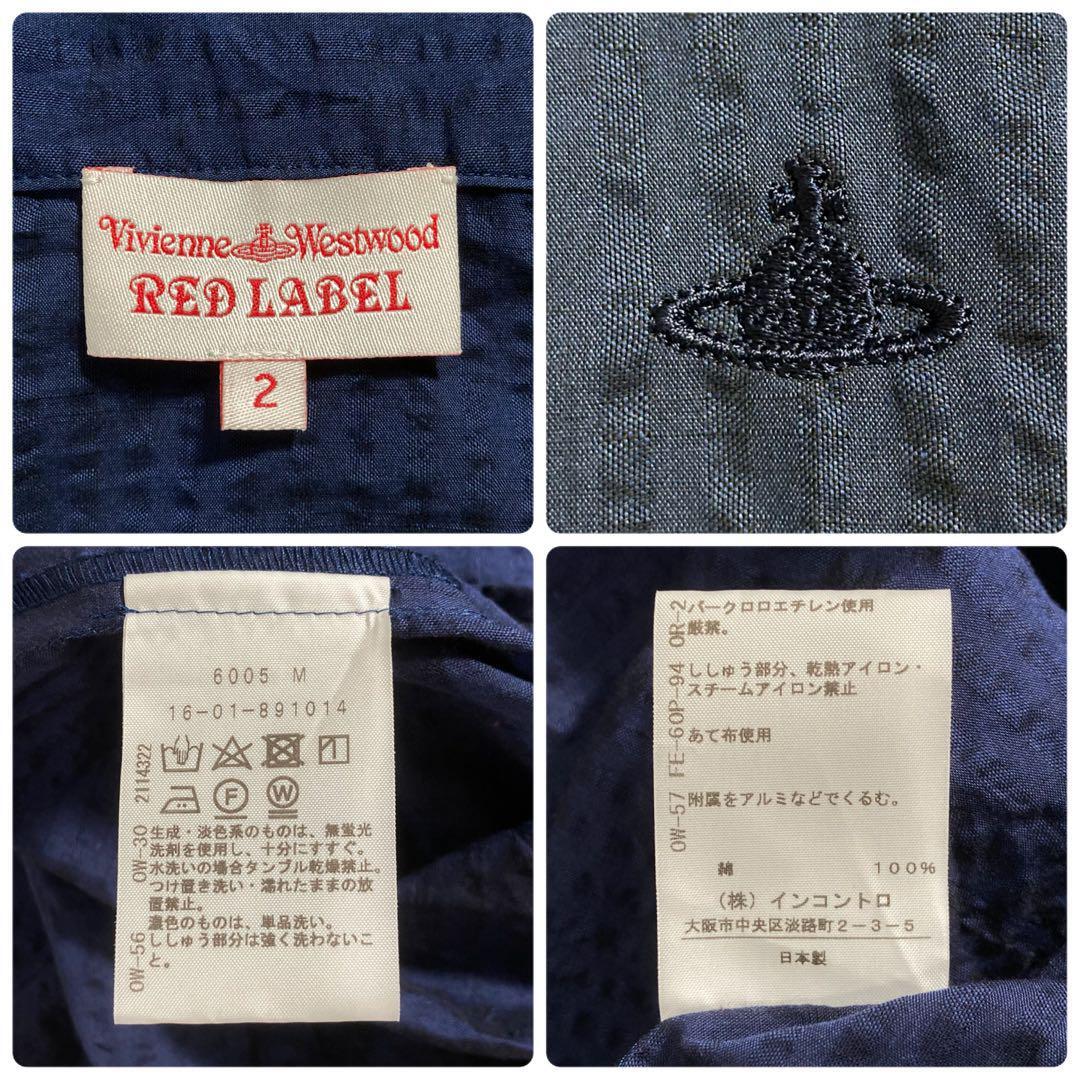 Vivienne Westwood
RED LABEL
2
6005 M
16-01-891014
F W
2114322
OW-30
OW-56
生成・淡色系のものは、無蛍光
洗剤を使用し、十分にすすぐ。
水洗いの場合タンブル乾燥禁止。
つけ置き洗い・濡れたままの放
置禁止。
濃色のものは、単品洗い。
ししゅう部分は強く洗わないこ
と。
OW-57 FE-60P-94 OR-2
パークロロエチレン使用
厳禁。
ししゅう部分、乾熱アイロン・
スチームアイロン禁止
あて布使用
附属をアルミなどでくるむ。
綿 100%
(株)インコントロ
大阪市中央区淡路町2-3-5
日本製